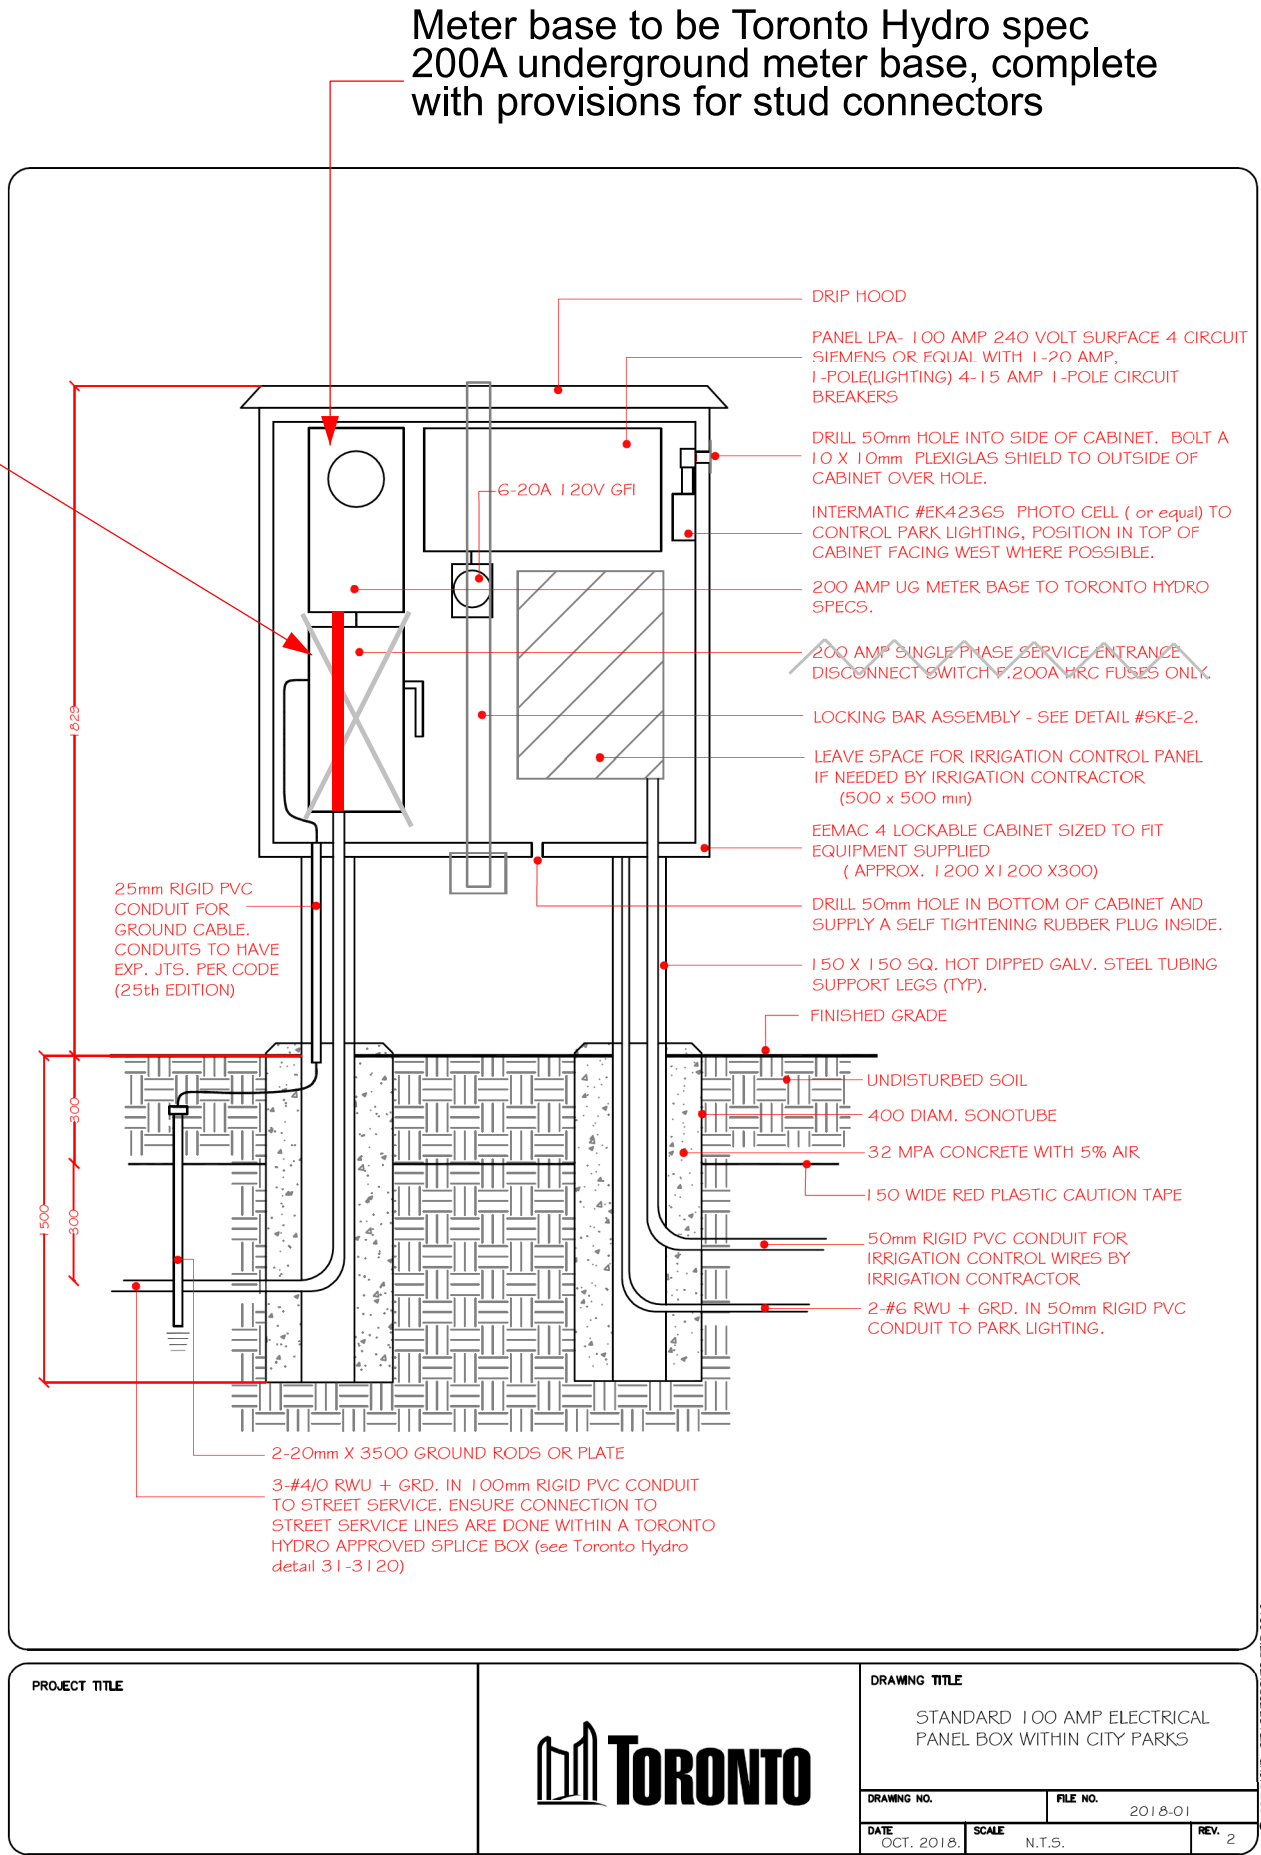 Meter base to be Toronto Hydro spec
200A underground meter base, complete
with provisions for stud connectors
DRIP HOOD
PANEL LPA- 100 AMP 240 VOLT SURFACE 4 CIRCUIT
SIEMENS OR EQUAL WITH 1-20 AMP,
1-POLE(LIGHTING) 4-15 AMP 1-POLE CIRCUIT
BREAKERS
DRILL 50mm HOLE INTO SIDE OF CABINET. BOLT A
10 X 10mm PLEXIGLAS SHIELD TO OUTSIDE OF
CABINET OVER HOLE.
6-20A 120V GFI
INTERMATIC #EK4236S PHOTO CELL ( or equal) TO
CONTROL PARK LIGHTING, POSITION IN TOP OF
CABINET FACING WEST WHERE POSSIBLE.
200 AMP UG METER BASE TO TORONTO HYDRO
SPECS.
200 AMP SINGLE PHASE SERVICE ENTRANCE
DISCONNECT SWITCH F.200A HRC FUSES ONLY.
1829
LOCKING BAR ASSEMBLY - SEE DETAIL #SKE-2.
LEAVE SPACE FOR IRRIGATION CONTROL PANEL
IF NEEDED BY IRRIGATION CONTRACTOR
(500 x 500 min)
EEMAC 4 LOCKABLE CABINET SIZED TO FIT
EQUIPMENT SUPPLIED
( APPROX. 1200 X1200 X300)
25mm RIGID PVC
CONDUIT FOR
GROUND CABLE.
CONDUITS TO HAVE
EXP. JTS. PER CODE
(25th EDITION)
DRILL 50mm HOLE IN BOTTOM OF CABINET AND
SUPPLY A SELF TIGHTENING RUBBER PLUG INSIDE.
150 X 150 SQ. HOT DIPPED GALV. STEEL TUBING
SUPPORT LEGS (TYP).
FINISHED GRADE
UNDISTURBED SOIL
300
400 DIAM. SONOTUBE
32 MPA CONCRETE WITH 5% AIR
150 WIDE RED PLASTIC CAUTION TAPE
1500
300
50mm RIGID PVC CONDUIT FOR
IRRIGATION CONTROL WIRES BY
IRRIGATION CONTRACTOR
2-#6 RWU + GRD. IN 50mm RIGID PVC
CONDUIT TO PARK LIGHTING.
2-20mm X 3500 GROUND RODS OR PLATE
3-#4/0 RWU + GRD. IN 100mm RIGID PVC CONDUIT
TO STREET SERVICE. ENSURE CONNECTION TO
STREET SERVICE LINES ARE DONE WITHIN A TORONTO
HYDRO APPROVED SPLICE BOX (see Toronto Hydro
detail 31-3120)
PROJECT TITLE
TORONTO
DRAWING TITLE
STANDARD 100 AMP ELECTRICAL
PANEL BOX WITHIN CITY PARKS
DRAWING NO.
FILE NO.
2018-01
DATE
OCT. 2018.
SCALE
N.T.S.
REV.
2